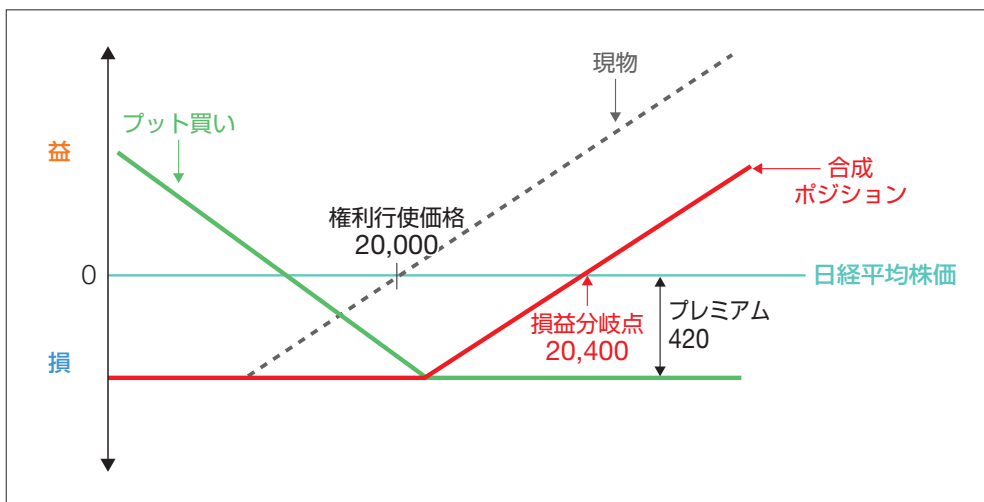 現物
プット買い
益
合成
ポジション
権利行使価格
20,000
0
日経平均株価
損益分岐点
20,400
プレミアム
420
損